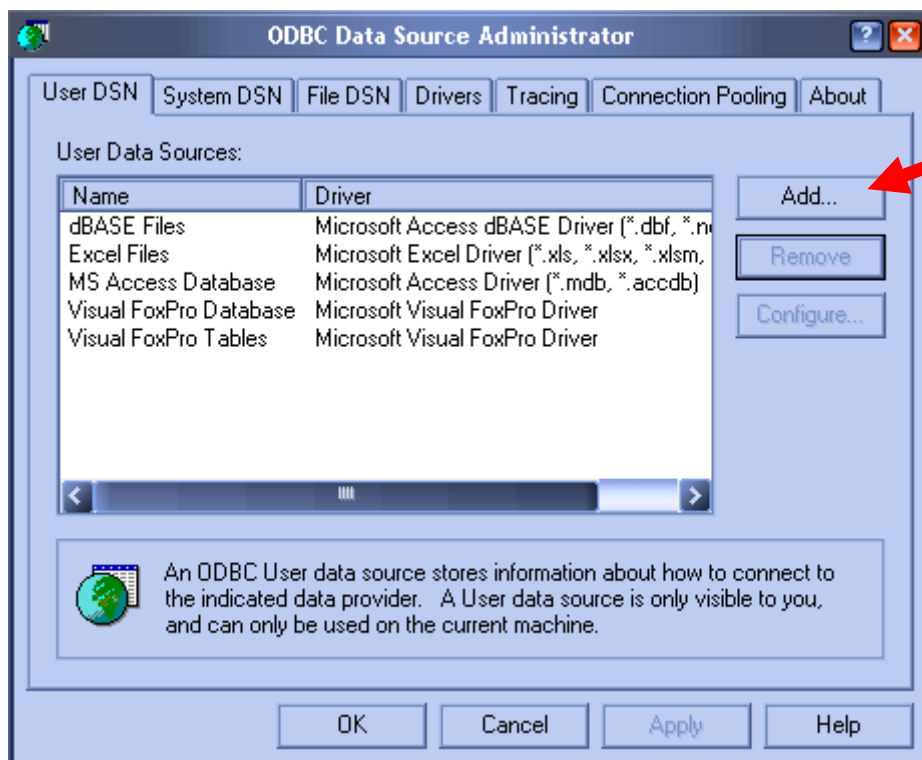 ODBC Data Source Administrator
User DSN System DSN File DSN Drivers Tracing Connection Pooling About
User Data Sources:
Name Driver
dBASE Files Microsoft Access dBASE Driver (*.dbf,
Excel Files Microsoft Excel Driver (*.xls, *.xlsx, *.xlsm,
MS Access Database Microsoft Access Driver (*.mdb, *.accdb)
Visual FoxPro Database Microsoft Visual FoxPro Driver
Visual FoxPro Tables Microsoft Visual FoxPro Driver
Add...
Remove
Configure...
An ODBC User data source stores information about how to connect to
the indicated data provider. A User data source is only visible to you,
and can only be used on the current machine.
OK Cancel Apply Help